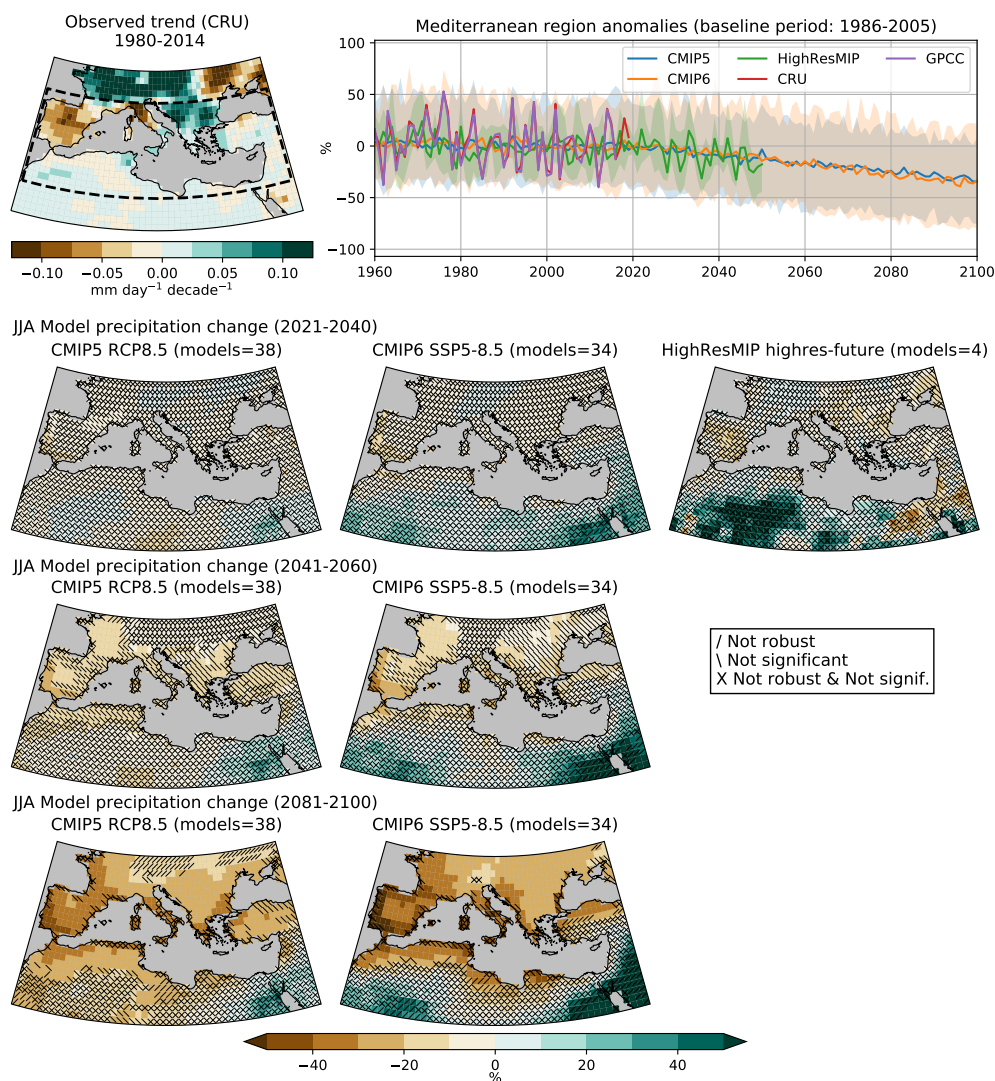 Observed trend (CRU)
1980-2014
−0.10 −0.05 0.00 0.05 0.10
mm day⁻¹ decade⁻¹
Mediterranean region anomalies (baseline period: 1986-2005)
CMIP5 HighResMIP GPCC
CMIP6 CRU
100
50
0
−50
−100
%
1960 1980 2000 2020 2040 2060 2080 2100
JJA Model precipitation change (2021-2040)
CMIP5 RCP8.5 (models=38) CMIP6 SSP5-8.5 (models=34) HighResMIP highres-future (models=4)
JJA Model precipitation change (2041-2060)
CMIP5 RCP8.5 (models=38) CMIP6 SSP5-8.5 (models=34)
/ Not robust
\ Not significant
X Not robust & Not signif.
JJA Model precipitation change (2081-2100)
CMIP5 RCP8.5 (models=38) CMIP6 SSP5-8.5 (models=34)
−40 −20 0 20 40
%